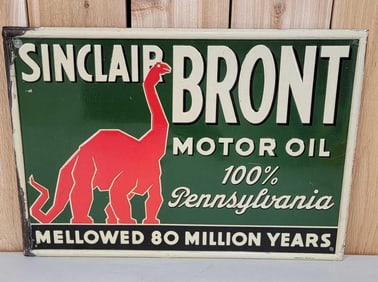 SINCLAIR
BRONT
MOTOR OIL
100%
Pennsylvania
MELLOWED 80 MILLION YEARS